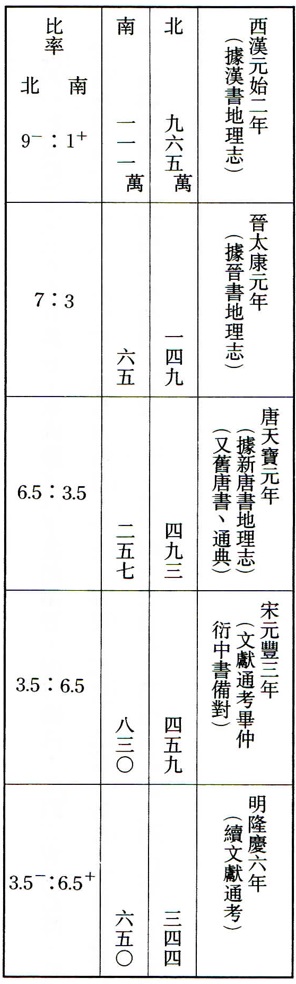 西漢元始二年
（據漢書地理志）
晉太康元年
（據晉書地理志）
唐天寶元年
（據新唐書地理志）
（又舊唐書、通典）
宋元豐三年
（文獻通考畢仲
衍中書備對）
明隆慶六年
（續文獻通考）
北
九六五萬
一四九
四九三
四五九
三四四
南
一一一萬
六五
二五七
八三〇
六五〇
比率
北 南
9⁻：1⁺
7：3
6.5：3.5
3.5：6.5
3.5⁻：6.5⁺